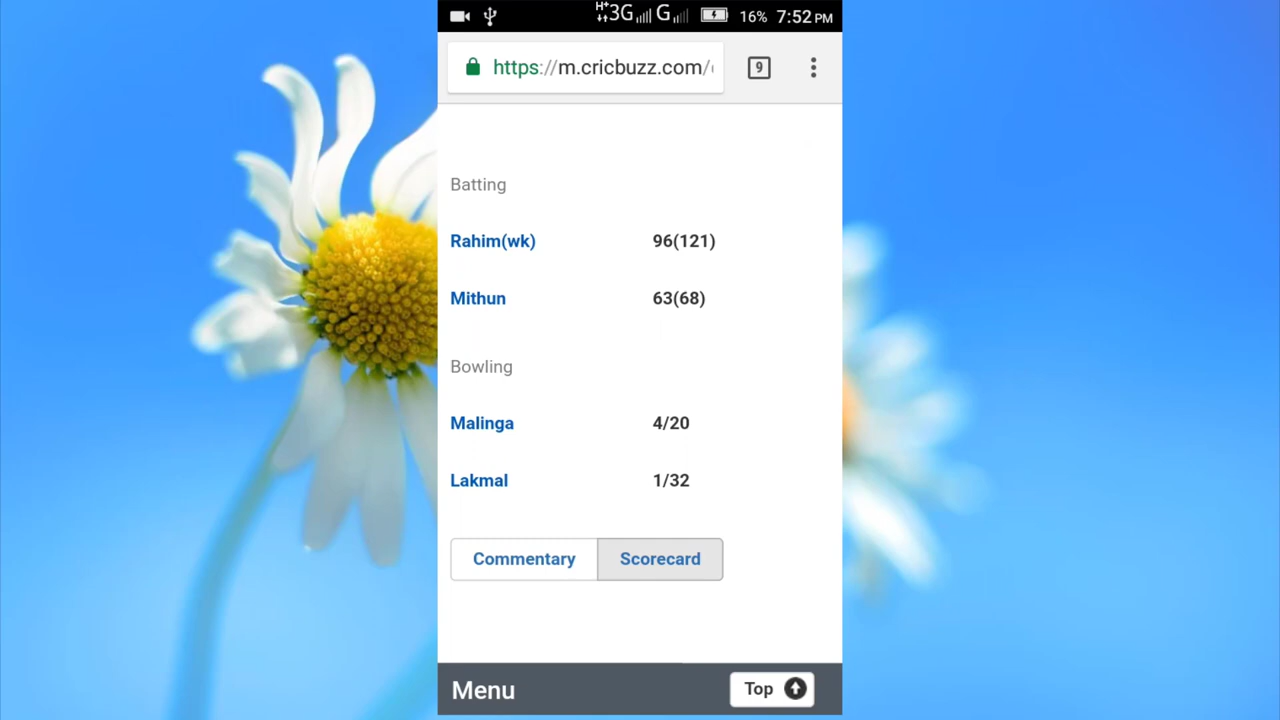 H+ 3G G 16% 7:52 PM
https://m.cricbuzz.com/ 9
Batting
Rahim(wk) 96(121)
Mithun 63(68)
Bowling
Malinga 4/20
Lakmal 1/32
Commentary Scorecard
Menu Top